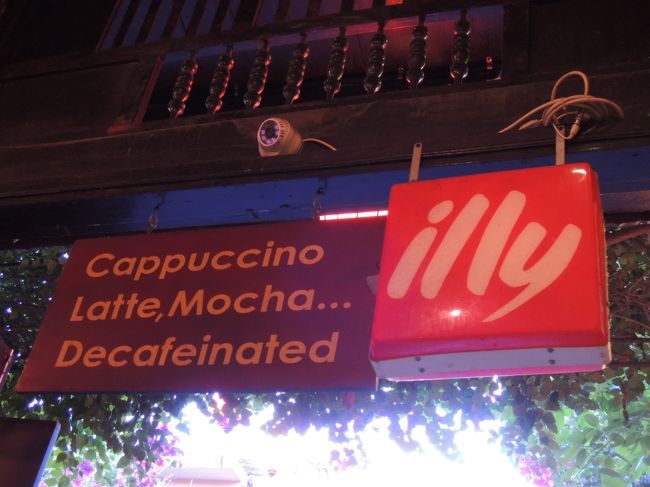 Cappuccino
Latte,Mocha...
Decafeinated
illy